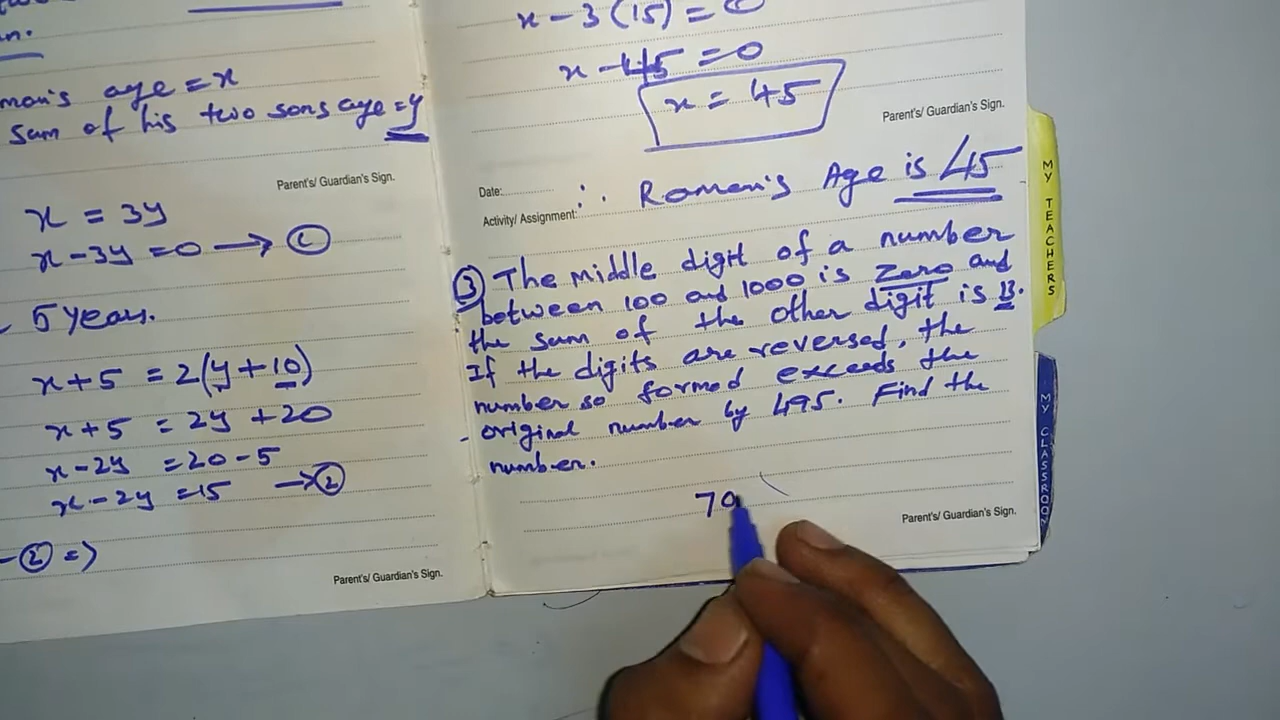 an.
man's age = x
sum of his two sons age = y
Parent's/ Guardian's Sign.
x = 3y
x - 3y = 0 → ①
5 years.
x + 5 = 2(y + 10)
x + 5 = 2y + 20
x - 2y = 20 - 5
x - 2y = 15 → ②
- ② =>
Parent's/ Guardian's Sign.
x - 3(15) = 0
x - 45 = 0
x = 45
Parent's/ Guardian's Sign.
Date:
Activity/ Assignment:
∴ Roman's Age is 45
③ The middle digit of a number
between 100 and 1000 is Zero and
the sum of the other digit is 13.
If the digits are reversed, the
number so formed exceeds the
original number by 495. Find the
number.
70
Parent's/ Guardian's Sign.
MY TEACHERS
MY CLASSROOM